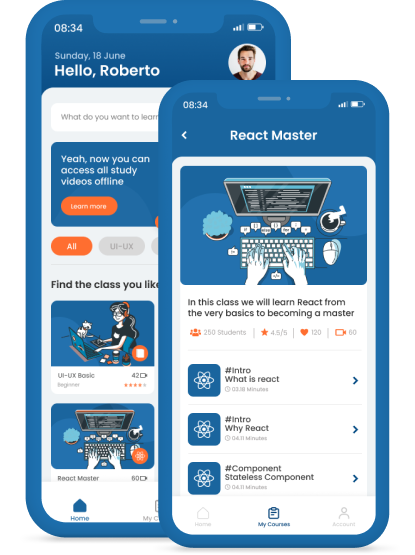 08:34
Sunday, 18 June
Hello, Roberto
What do you want to learn
Yeah, now you can
access all study
videos offline
Learn more
All
UI-UX
Find the class you like
UI-UX Basic
42
Beginner
React Master
60
Home
My C
08:34
React Master
In this class we will learn React from
the very basics to becoming a master
250 Students
4.5/5
120
60
#Intro
What is react
03.18 Minutes
#Intro
Why React
04.11 Minutes
#Component
Stateless Component
04.11 Minutes
Home
My Courses
Account